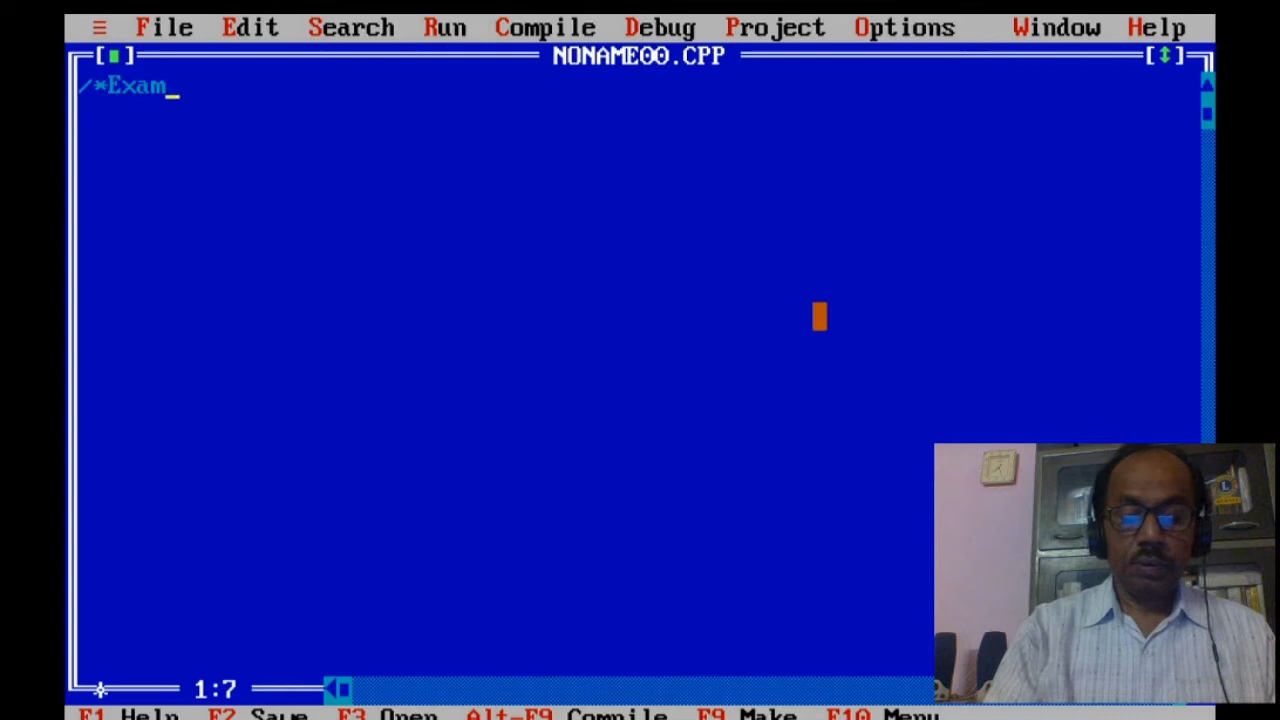 ≡ File Edit Search Run Compile Debug Project Options Window Help
[■] NONAME00.CPP [↕]
/*Exam_
1:7
F1 Help F2 Save F3 Open Alt-F9 Compile F9 Make F10 Menu